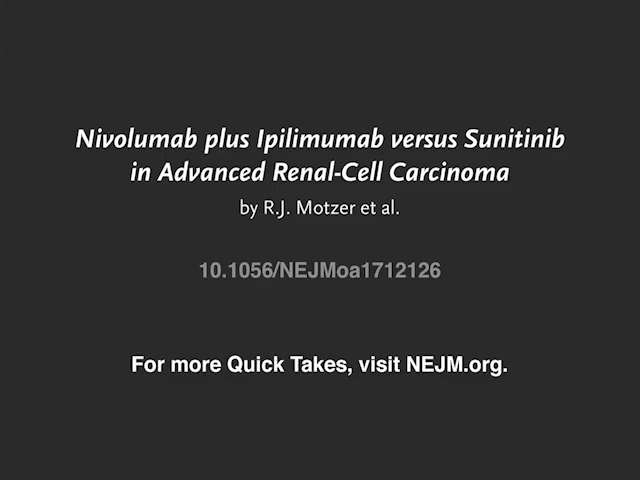 Nivolumab plus Ipilimumab versus Sunitinib
in Advanced Renal-Cell Carcinoma
by R.J. Motzer et al.
10.1056/NEJMoa1712126
For more Quick Takes, visit NEJM.org.